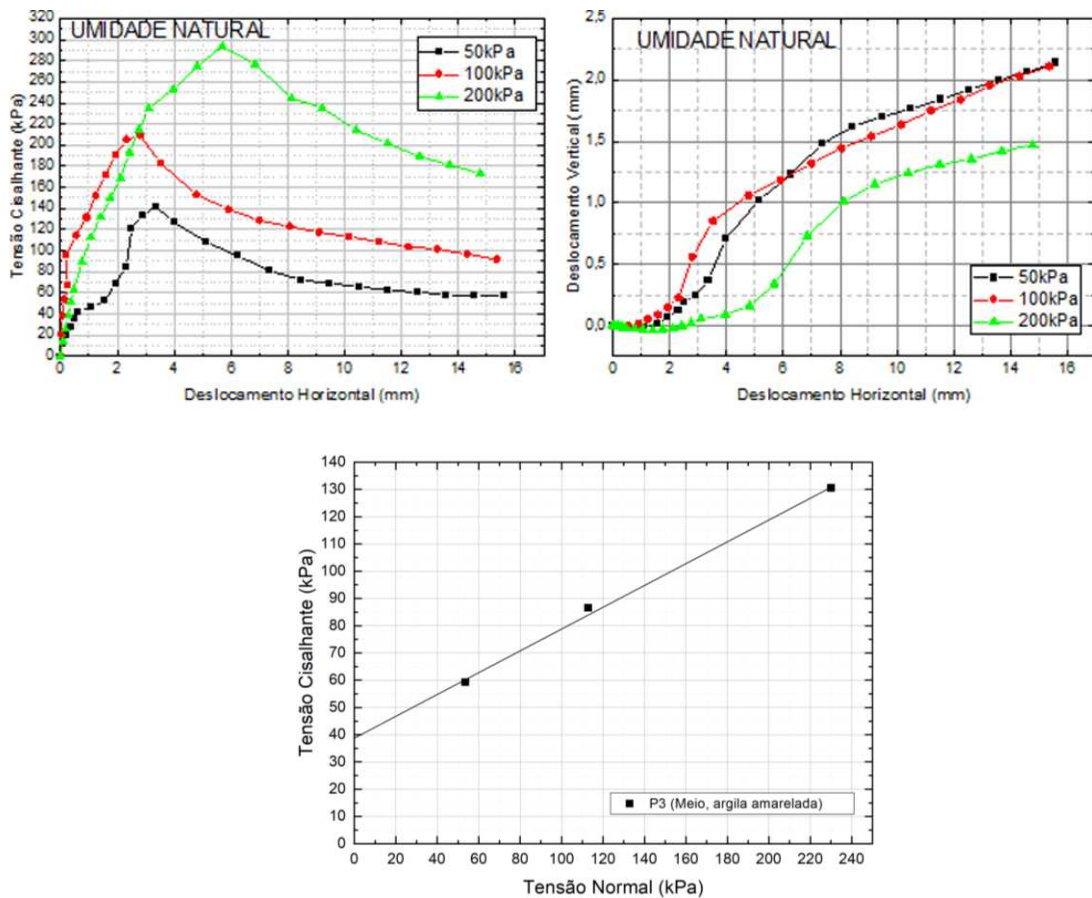 UMIDADE NATURAL
50kPa
100kPa
200kPa
Tensão Cisalhante (kPa)
320
300
280
260
240
220
200
180
160
140
120
100
80
60
40
20
0
0 2 4 6 8 10 12 14 16
Deslocamento Horizontal (mm)
UMIDADE NATURAL
50kPa
100kPa
200kPa
Deslocamento Vertical (mm)
2,5
2,0
1,5
1,0
0,5
0,0
0 2 4 6 8 10 12 14 16
Deslocamento Horizontal (mm)
Tensão Cisalhante (kPa)
140
130
120
110
100
90
80
70
60
50
40
30
20
10
0
P3 (Meio, argila amarelada)
0 20 40 60 80 100 120 140 160 180 200 220 240
Tensão Normal (kPa)